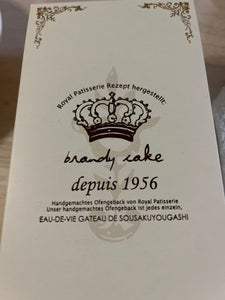 Royal Patisserie Rezept hergestellt.
brandy cake
depuis 1956
Handgemachtes Ofengeback von Royal Patisserie
Unser handgemachtes Ofengeback ist jedes einzeln,
EAU-DE-VIE GATEAU DE SOUSAKUYOUGASHI